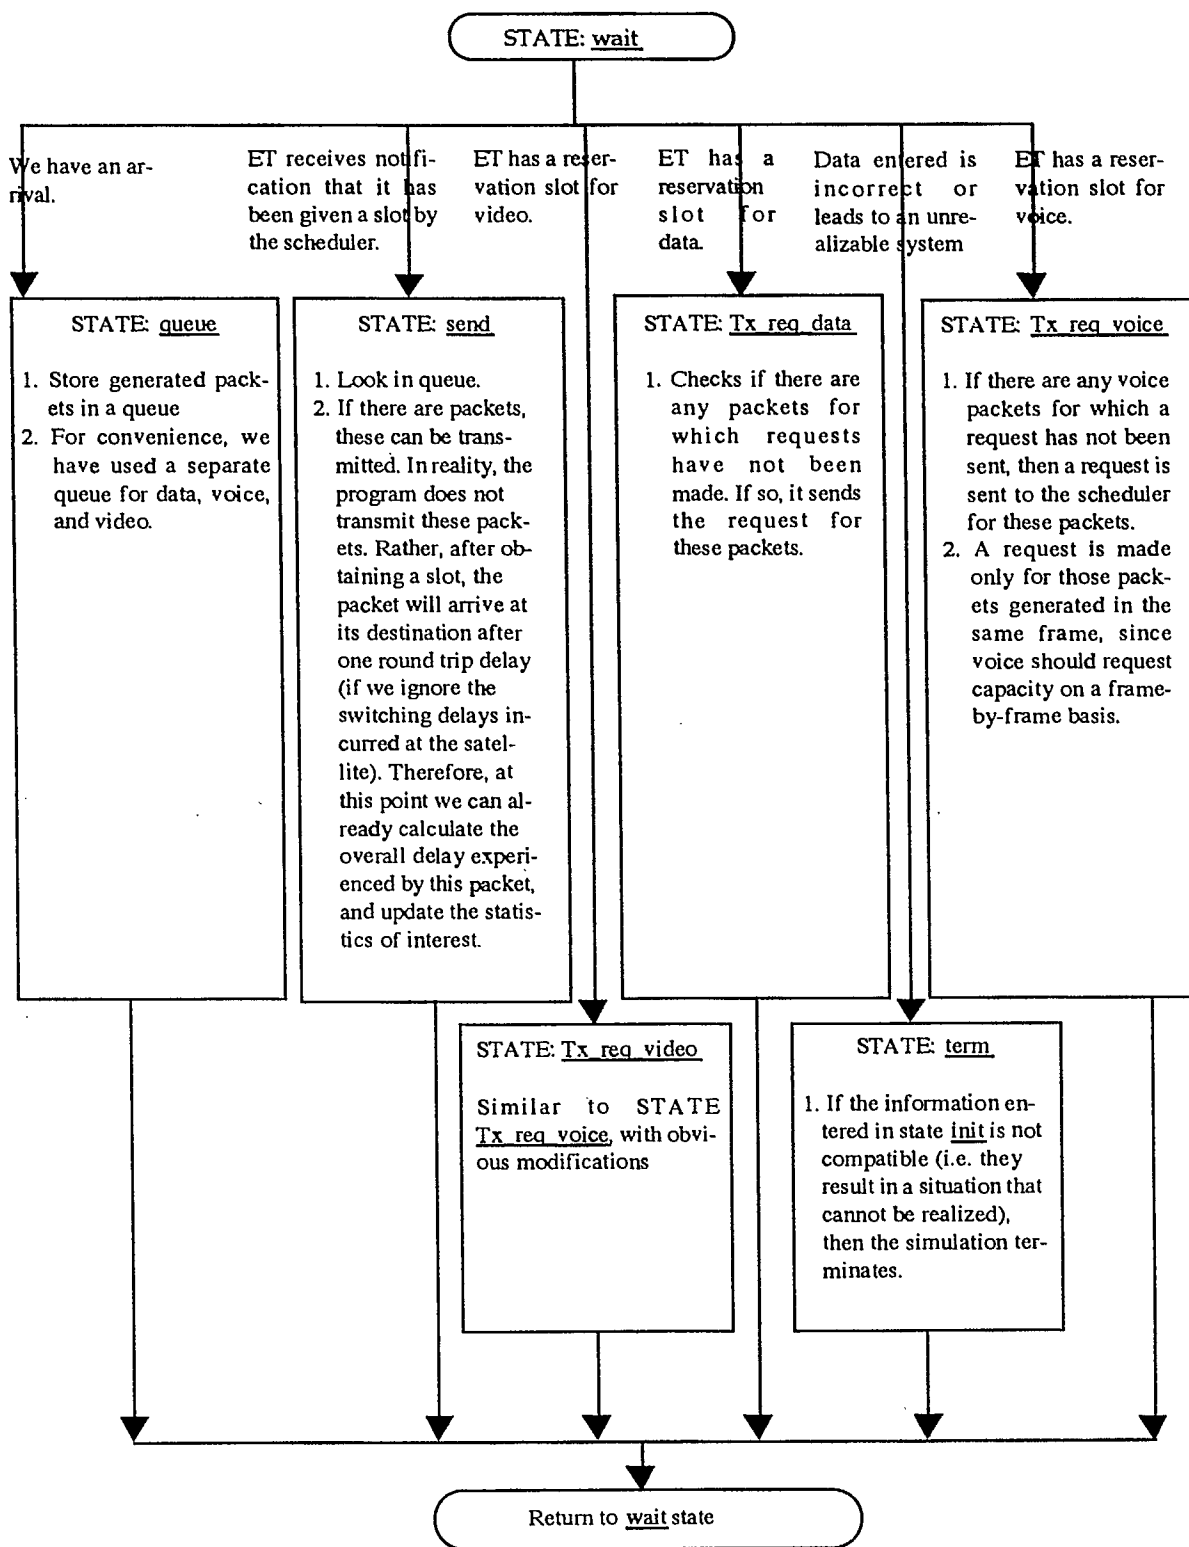 STATE: wait
We have an ar-
rival.
ET receives notifi-
cation that it has
been given a slot by
the scheduler.
ET has a reser-
vation slot for
video.
ET has a
reservation
slot for
data.
Data entered is
incorrect or
leads to an unre-
alizable system
ET has a reser-
vation slot for
voice.
STATE: queue
1. Store generated pack-
ets in a queue
2. For convenience, we
have used a separate
queue for data, voice,
and video.
STATE: send
1. Look in queue.
2. If there are packets,
these can be trans-
mitted. In reality, the
program does not
transmit these pack-
ets. Rather, after ob-
taining a slot, the
packet will arrive at
its destination after
one round trip delay
(if we ignore the
switching delays in-
curred at the satel-
lite). Therefore, at
this point we can al-
ready calculate the
overall delay experi-
enced by this packet,
and update the statis-
tics of interest.
STATE: Tx_req_data
1. Checks if there are
any packets for
which requests
have not been
made. If so, it sends
the request for
these packets.
STATE: Tx_req_voice
1. If there are any voice
packets for which a
request has not been
sent, then a request is
sent to the scheduler
for these packets.
2. A request is made
only for those pack-
ets generated in the
same frame, since
voice should request
capacity on a frame-
by-frame basis.
STATE: Tx_req_video
Similar to STATE
Tx_req_voice, with obvi-
ous modifications
STATE: term
1. If the information en-
tered in state init is not
compatible (i.e. they
result in a situation that
cannot be realized),
then the simulation ter-
minates.
Return to wait state